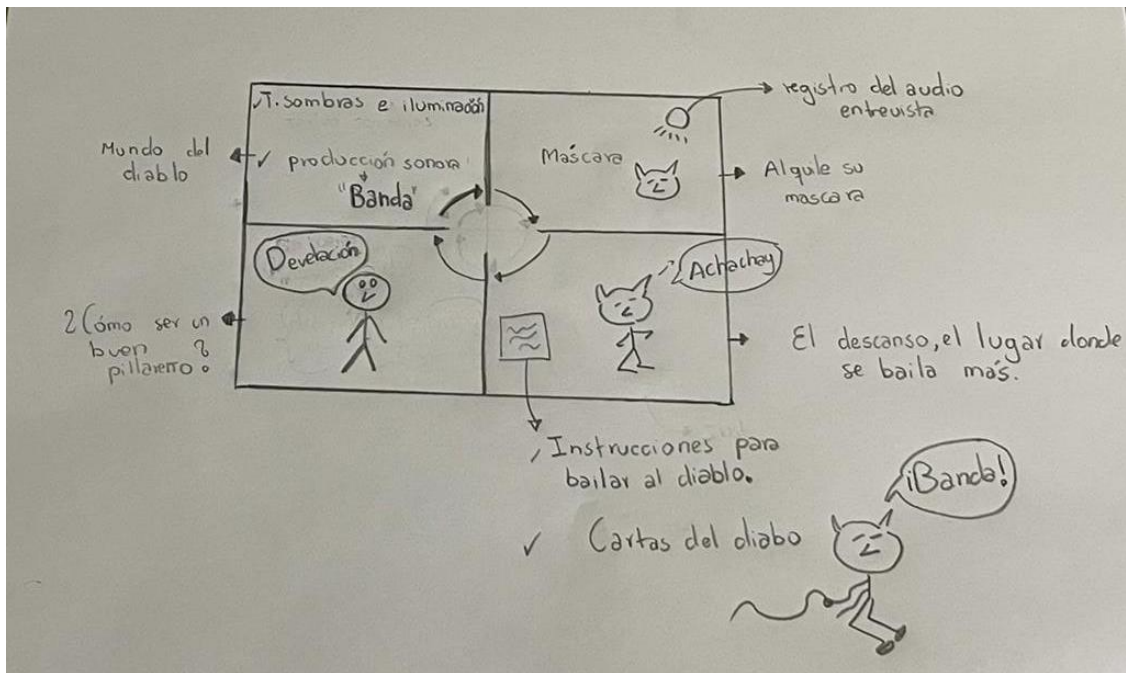 ✓T. sombras e iluminación
✓ producción sonora
"Banda"
Mundo del
diablo
Máscara
registro del audio
entrevista
Alquile su
mascara
Develación
¿Cómo ser un
buen
pillarerro?
Achachay
El descanso, el lugar donde
se baila más.
, Instrucciones para
bailar al diablo.
✓ Cartas del diabo
¡Banda!